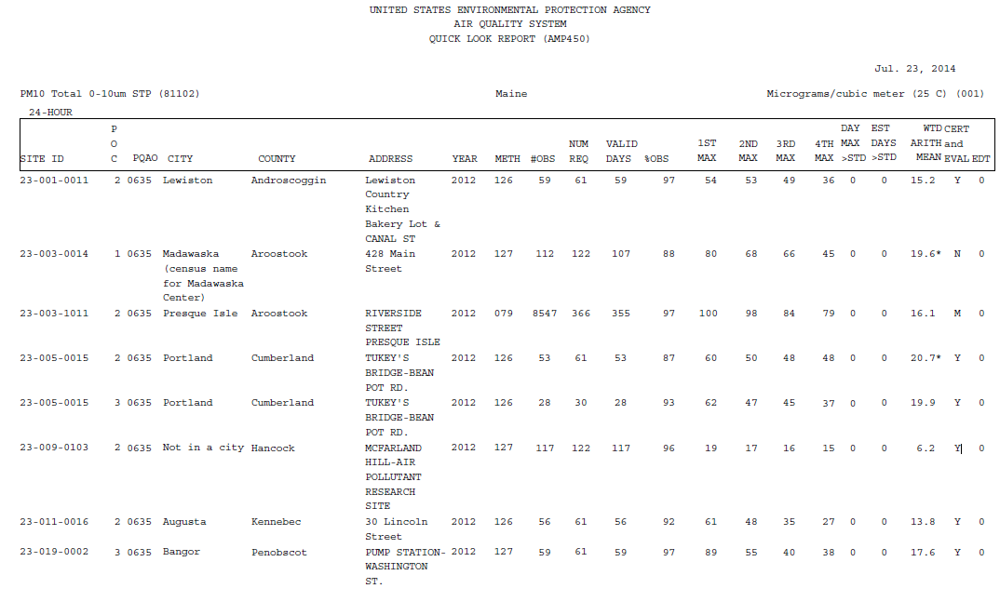 UNITED STATES ENVIRONMENTAL PROTECTION AGENCY
AIR QUALITY SYSTEM
QUICK LOOK REPORT (AMP450)
Jul. 23, 2014
PM10 Total 0-10um STP (81102) Maine Micrograms/cubic meter (25 C) (001)
24-HOUR
P DAY EST WTD CERT
O NUM VALID 1ST 2ND 3RD 4TH MAX DAYS ARITH and
SITE ID C PQAO CITY COUNTY ADDRESS YEAR METH #OBS REQ DAYS %OBS MAX MAX MAX MAX >STD >STD MEAN EVAL EDT
23-001-0011 2 0635 Lewiston Androscoggin Lewiston 2012 126 59 61 59 97 54 53 49 36 0 0 15.2 Y 0
Country
Kitchen
Bakery Lot &
CANAL ST
23-003-0014 1 0635 Madawaska Aroostook 428 Main 2012 127 112 122 107 88 80 68 66 45 0 0 19.6* N 0
(census name Street
for Madawaska
Center)
23-003-1011 2 0635 Presque Isle Aroostook RIVERSIDE 2012 079 8547 366 355 97 100 98 84 79 0 0 16.1 M 0
STREET
PRESQUE ISLE
23-005-0015 2 0635 Portland Cumberland TUKEY'S 2012 126 53 61 53 87 60 50 48 48 0 0 20.7* Y 0
BRIDGE-BEAN
POT RD.
23-005-0015 3 0635 Portland Cumberland TUKEY'S 2012 126 28 30 28 93 62 47 45 37 0 0 19.9 Y 0
BRIDGE-BEAN
POT RD.
23-009-0103 2 0635 Not in a city Hancock MCFARLAND 2012 127 117 122 117 96 19 17 16 15 0 0 6.2 Y 0
HILL-AIR
POLLUTANT
RESEARCH
SITE
23-011-0016 2 0635 Augusta Kennebec 30 Lincoln 2012 126 56 61 56 92 61 48 35 27 0 0 13.8 Y 0
Street
23-019-0002 3 0635 Bangor Penobscot PUMP STATION- 2012 127 59 61 59 97 89 55 40 38 0 0 17.6 Y 0
WASHINGTON
ST.